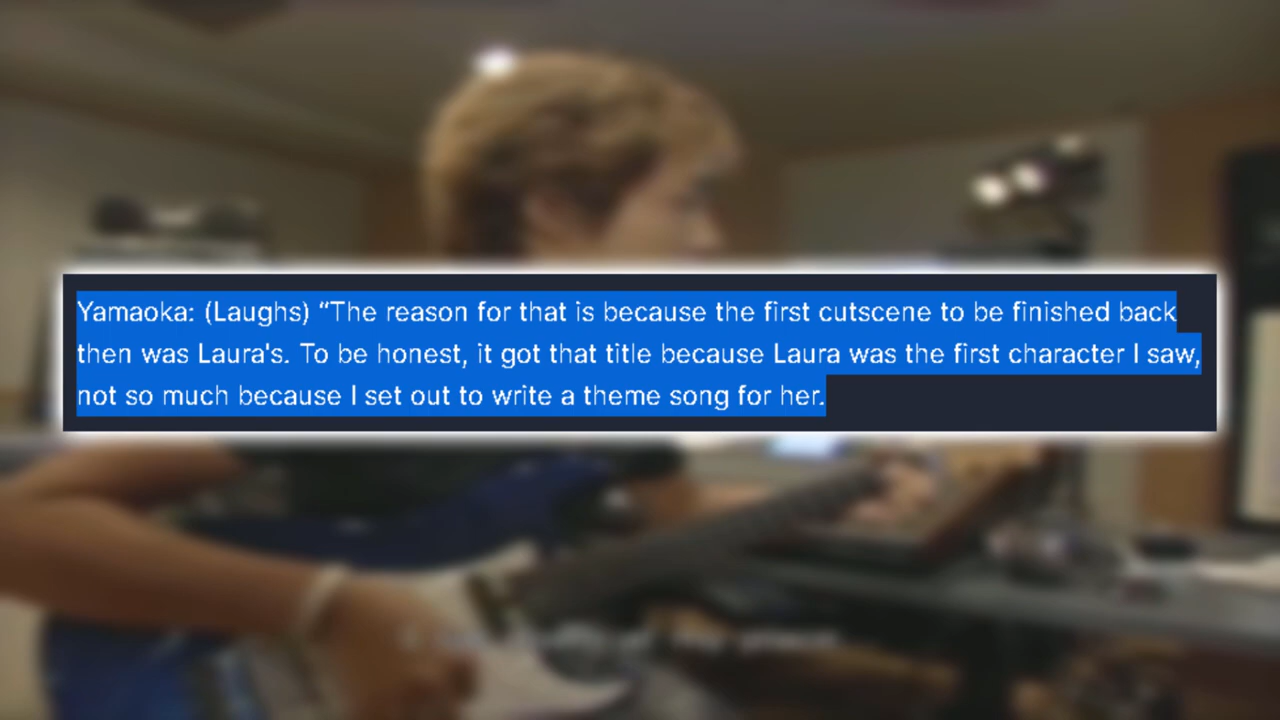 Yamaoka: (Laughs) “The reason for that is because the first cutscene to be finished back
then was Laura's. To be honest, it got that title because Laura was the first character I saw,
not so much because I set out to write a theme song for her.